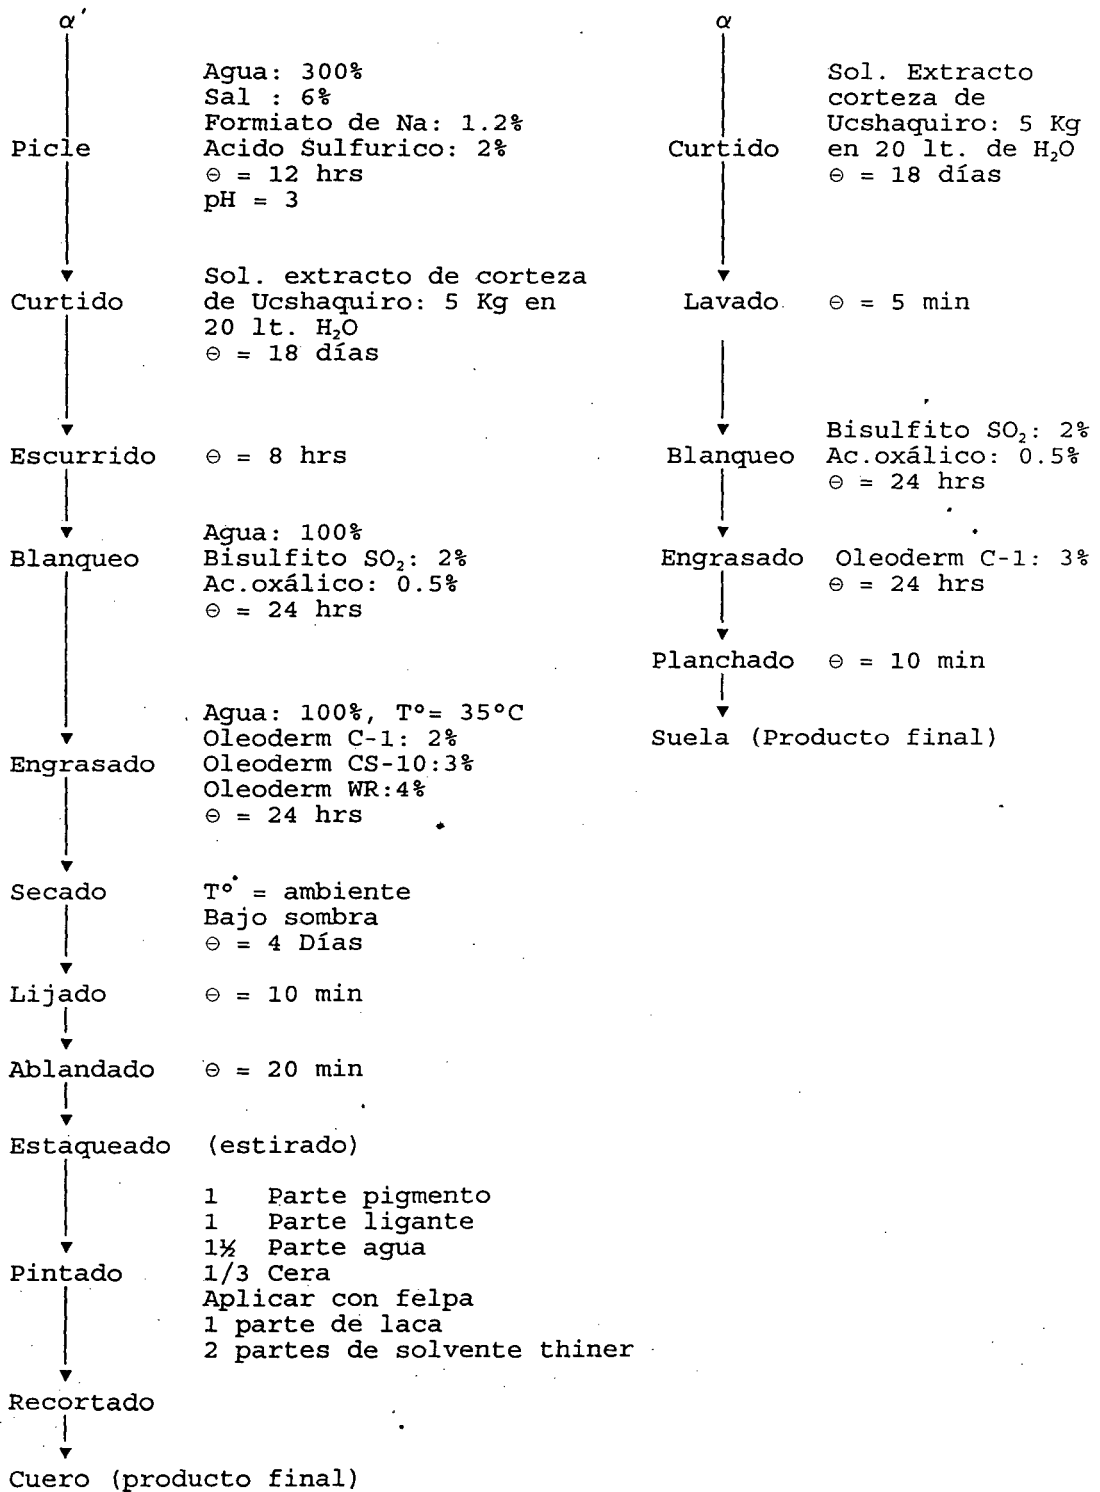 α'
Agua: 300%
Sal : 6%
Formiato de Na: 1.2%
Picle Acido Sulfurico: 2%
θ = 12 hrs
pH = 3
Sol. extracto de corteza
Curtido de Ucshaquiro: 5 Kg en
20 lt. H₂O
θ = 18 días
Escurrido θ = 8 hrs
Agua: 100%
Blanqueo Bisulfito SO₂: 2%
Ac.oxálico: 0.5%
θ = 24 hrs
Agua: 100%, T°= 35°C
Oleoderm C-1: 2%
Engrasado Oleoderm CS-10:3%
Oleoderm WR:4%
θ = 24 hrs
Secado T° = ambiente
Bajo sombra
θ = 4 Días
Lijado θ = 10 min
Ablandado θ = 20 min
Estaqueado (estirado)
1 Parte pigmento
1 Parte ligante
1½ Parte agua
Pintado 1/3 Cera
Aplicar con felpa
1 parte de laca
2 partes de solvente thiner
Recortado
Cuero (producto final)
α
Sol. Extracto
corteza de
Ucshaquiro: 5 Kg
Curtido en 20 lt. de H₂O
θ = 18 días
Lavado θ = 5 min
Bisulfito SO₂: 2%
Blanqueo Ac.oxálico: 0.5%
θ = 24 hrs
Engrasado Oleoderm C-1: 3%
θ = 24 hrs
Planchado θ = 10 min
Suela (Producto final)